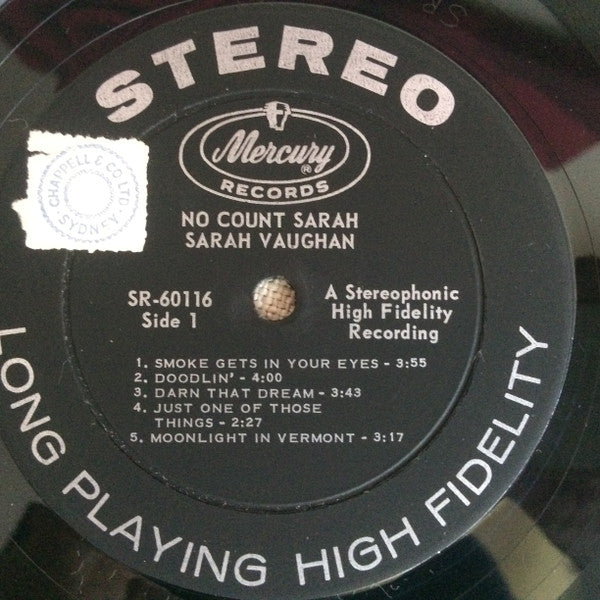 STEREO
Mercury
®
RECORDS
CHAPPELL & CO LTD.
·SYDNEY·
NO COUNT SARAH
SARAH VAUGHAN
SR-60116
Side 1
A Stereophonic
High Fidelity
Recording
1. SMOKE GETS IN YOUR EYES - 3:55
2. DOODLIN' - 4:00
3. DARN THAT DREAM - 3:43
4. JUST ONE OF THOSE
THINGS - 2:27
5. MOONLIGHT IN VERMONT - 3:17
LONG PLAYING HIGH FIDELITY
SR